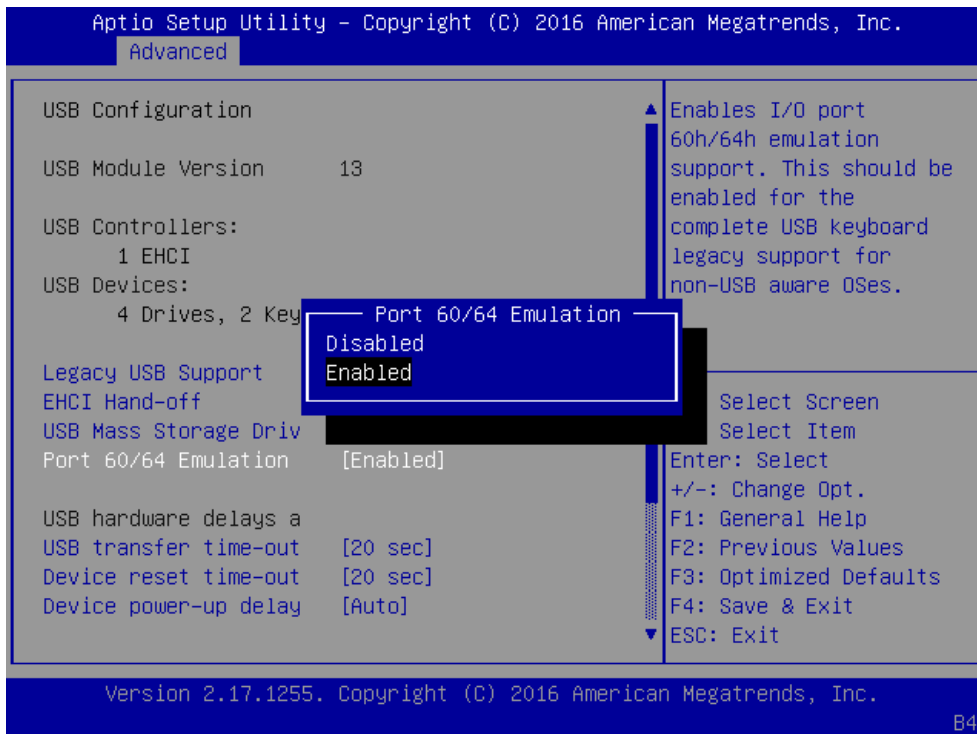 Aptio Setup Utility – Copyright (C) 2016 American Megatrends, Inc.
Advanced
USB Configuration
USB Module Version 13
USB Controllers:
1 EHCI
USB Devices:
4 Drives, 2 Key
Legacy USB Support
EHCI Hand-off
USB Mass Storage Driv
Port 60/64 Emulation [Enabled]
USB hardware delays a
USB transfer time-out [20 sec]
Device reset time-out [20 sec]
Device power-up delay [Auto]
Port 60/64 Emulation
Disabled
Enabled
Enables I/O port
60h/64h emulation
support. This should be
enabled for the
complete USB keyboard
legacy support for
non-USB aware OSes.
Select Screen
Select Item
Enter: Select
+/-: Change Opt.
F1: General Help
F2: Previous Values
F3: Optimized Defaults
F4: Save & Exit
ESC: Exit
Version 2.17.1255. Copyright (C) 2016 American Megatrends, Inc.
B4